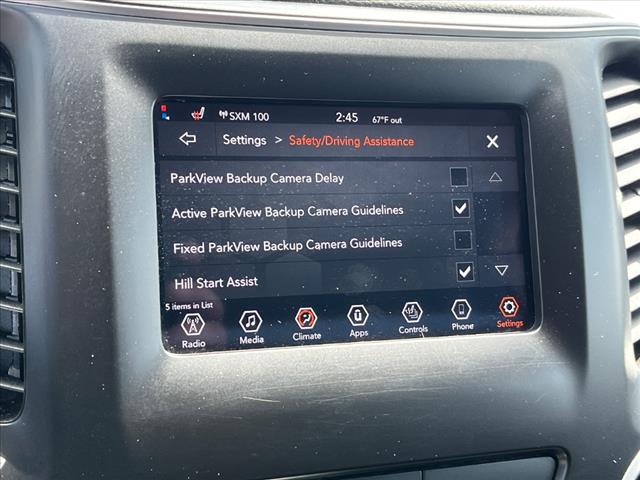 SXM 100 2:45 67°F out
Settings > Safety/Driving Assistance
ParkView Backup Camera Delay
Active ParkView Backup Camera Guidelines
Fixed ParkView Backup Camera Guidelines
Hill Start Assist
5 items in List
Radio Media Climate Apps Controls Phone Settings